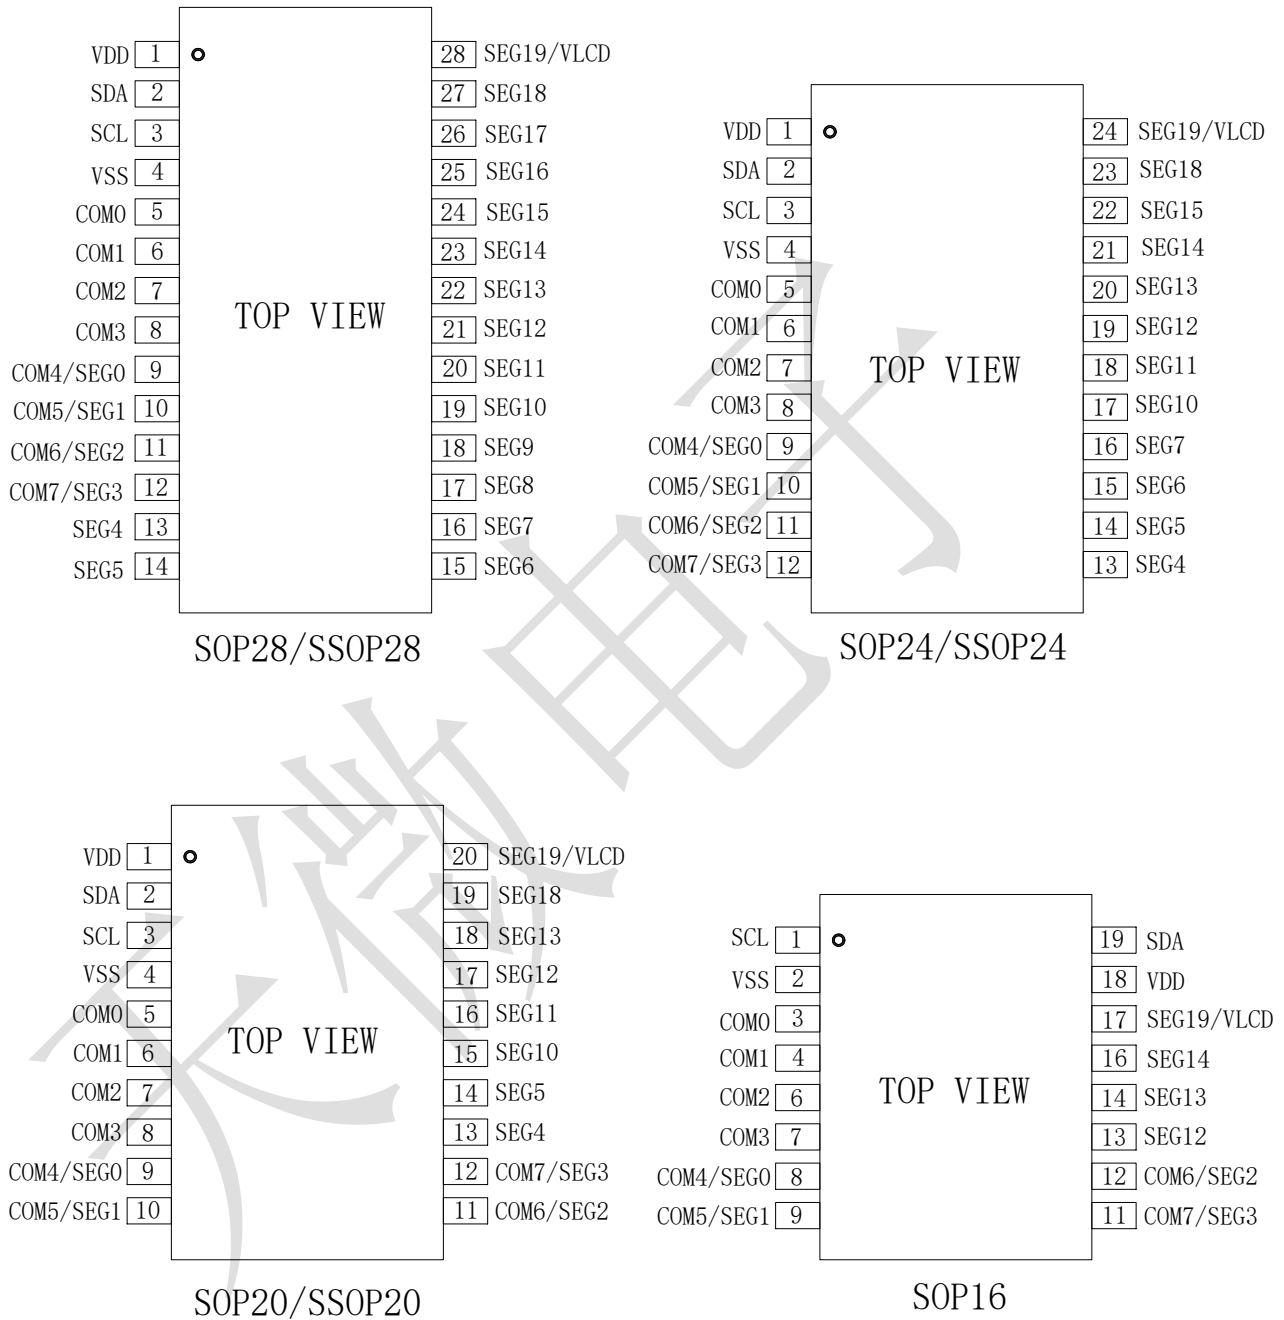 VDD 1 28 SEG19/VLCD
SDA 2 27 SEG18
SCL 3 26 SEG17
VSS 4 25 SEG16
COM0 5 24 SEG15
COM1 6 23 SEG14
COM2 7 22 SEG13
COM3 8 21 SEG12
COM4/SEG0 9 20 SEG11
COM5/SEG1 10 19 SEG10
COM6/SEG2 11 18 SEG9
COM7/SEG3 12 17 SEG8
SEG4 13 16 SEG7
SEG5 14 15 SEG6
TOP VIEW
SOP28/SSOP28
VDD 1 24 SEG19/VLCD
SDA 2 23 SEG18
SCL 3 22 SEG15
VSS 4 21 SEG14
COM0 5 20 SEG13
COM1 6 19 SEG12
COM2 7 18 SEG11
COM3 8 17 SEG10
COM4/SEG0 9 16 SEG7
COM5/SEG1 10 15 SEG6
COM6/SEG2 11 14 SEG5
COM7/SEG3 12 13 SEG4
TOP VIEW
SOP24/SSOP24
VDD 1 20 SEG19/VLCD
SDA 2 19 SEG18
SCL 3 18 SEG13
VSS 4 17 SEG12
COM0 5 16 SEG11
COM1 6 15 SEG10
COM2 7 14 SEG5
COM3 8 13 SEG4
COM4/SEG0 9 12 COM7/SEG3
COM5/SEG1 10 11 COM6/SEG2
TOP VIEW
SOP20/SSOP20
SCL 1 19 SDA
VSS 2 18 VDD
COM0 3 17 SEG19/VLCD
COM1 4 16 SEG14
COM2 6 14 SEG13
COM3 7 13 SEG12
COM4/SEG0 8 12 COM6/SEG2
COM5/SEG1 9 11 COM7/SEG3
TOP VIEW
SOP16
天微电子